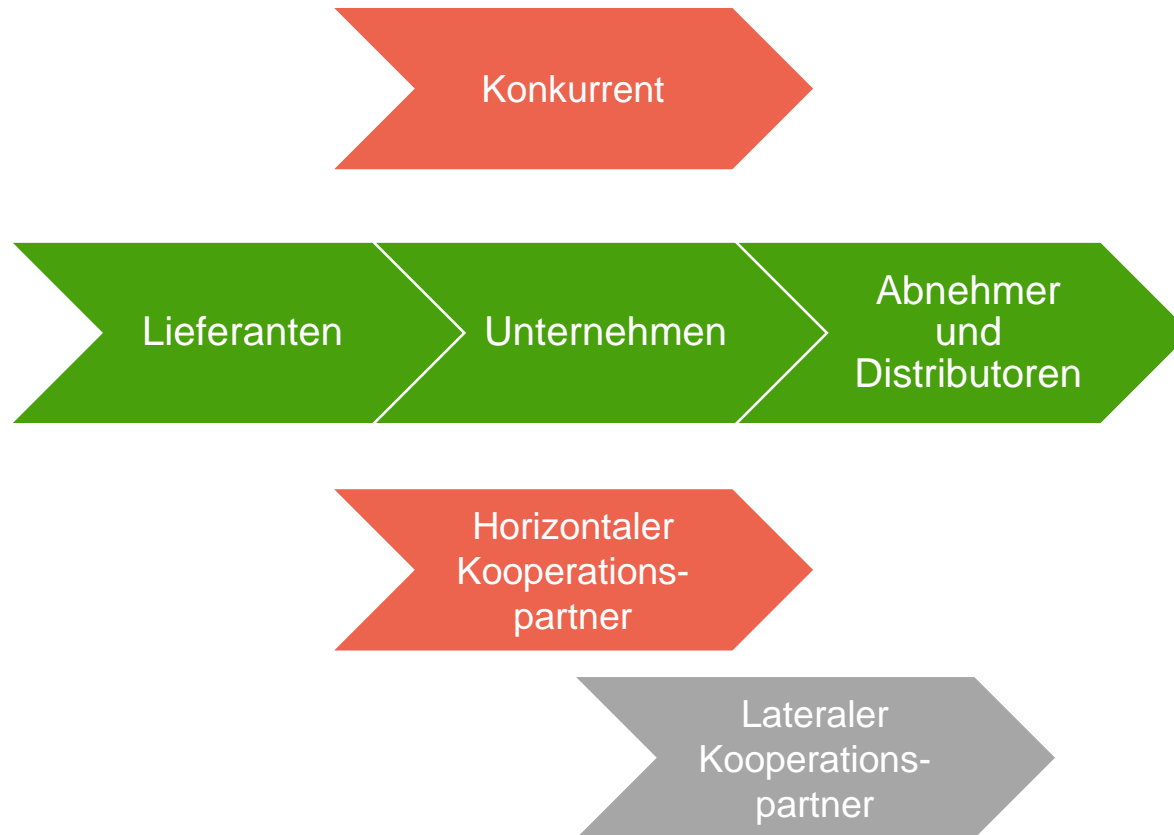 Konkurrent
Lieferanten
Unternehmen
Abnehmer
und
Distributoren
Horizontaler
Kooperations-
partner
Lateraler
Kooperations-
partner